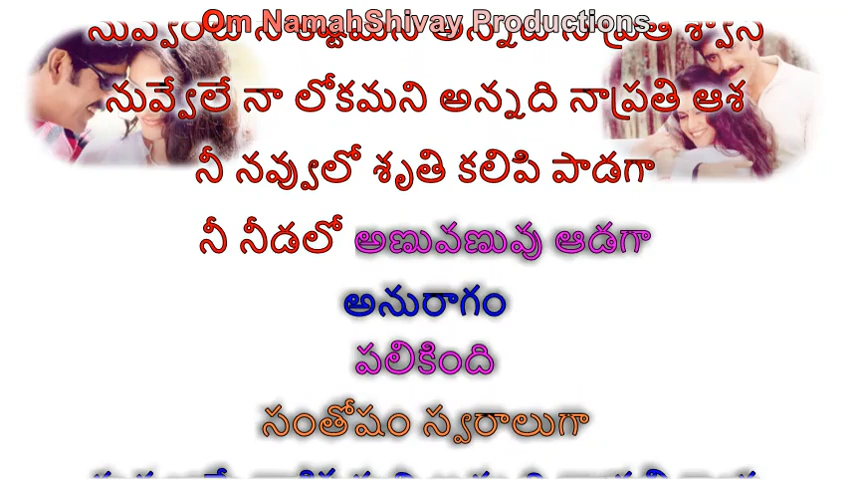 Om NamahShivay Productions
నువ్వేలే నా లోకమని అన్నది నాప్రతి ఆశ
నీ నవ్వులో శృతి కలిపి పాడగా
నీ నీడలో అణువణువు ఆడగా
అనురాగం
పలికింది
సంతోషం స్వరాలుగా